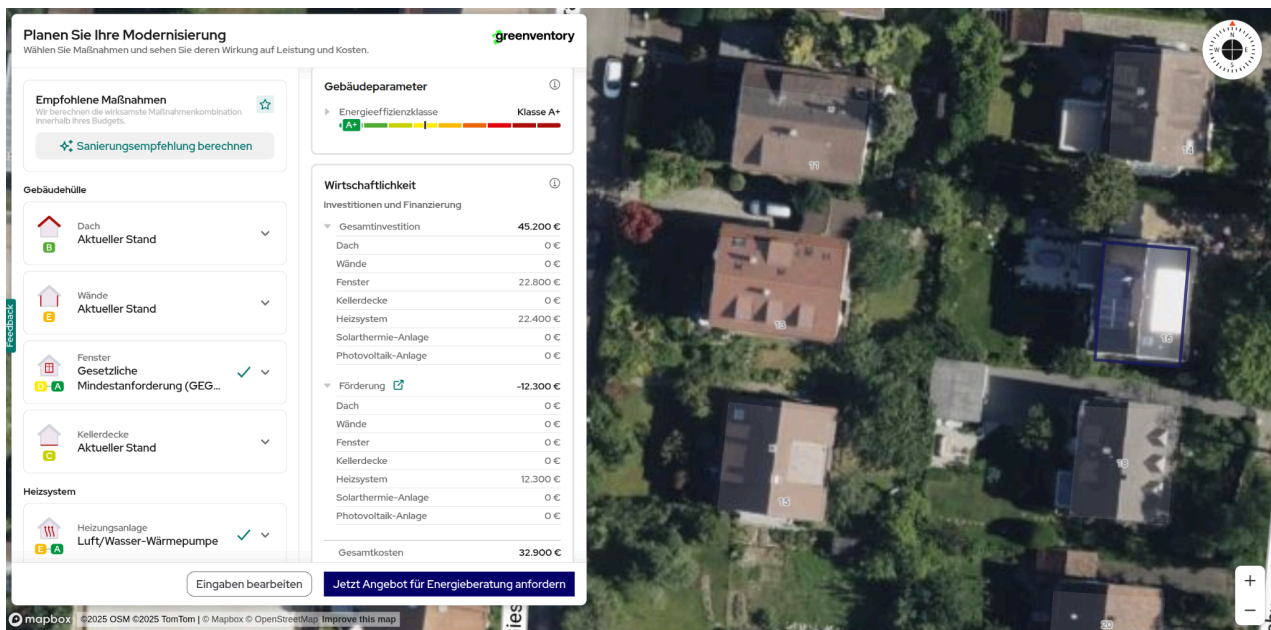 Planen Sie Ihre Modernisierung
Wählen Sie Maßnahmen und sehen Sie deren Wirkung auf Leistung und Kosten.
greenventory
Empfohlene Maßnahmen
Wir berechnen die wirksamste Maßnahmenkombination
innerhalb Ihres Budgets.
Sanierungsempfehlung berechnen
Gebäudehülle
Dach
Aktueller Stand
B
Wände
Aktueller Stand
E
Fenster
Gesetzliche
Mindestanforderung (GEG...
D-A
Kellerdecke
Aktueller Stand
C
Heizsystem
Heizungsanlage
Luft/Wasser-Wärmepumpe
E-A
Gebäudeparameter
Energieeffizienzklasse Klasse A+
A+
Wirtschaftlichkeit
Investitionen und Finanzierung
Gesamtinvestition 45.200 €
Dach 0 €
Wände 0 €
Fenster 22.800 €
Kellerdecke 0 €
Heizsystem 22.400 €
Solarthermie-Anlage 0 €
Photovoltaik-Anlage 0 €
Förderung -12.300 €
Dach 0 €
Wände 0 €
Fenster 0 €
Kellerdecke 0 €
Heizsystem 12.300 €
Solarthermie-Anlage 0 €
Photovoltaik-Anlage 0 €
Gesamtkosten 32.900 €
Eingaben bearbeiten
Jetzt Angebot für Energieberatung anfordern
Feedback
N
W E
S
11
14
13
16
15
18
20
+
−
mapbox ©2025 OSM ©2025 TomTom | © Mapbox © OpenStreetMap Improve this map